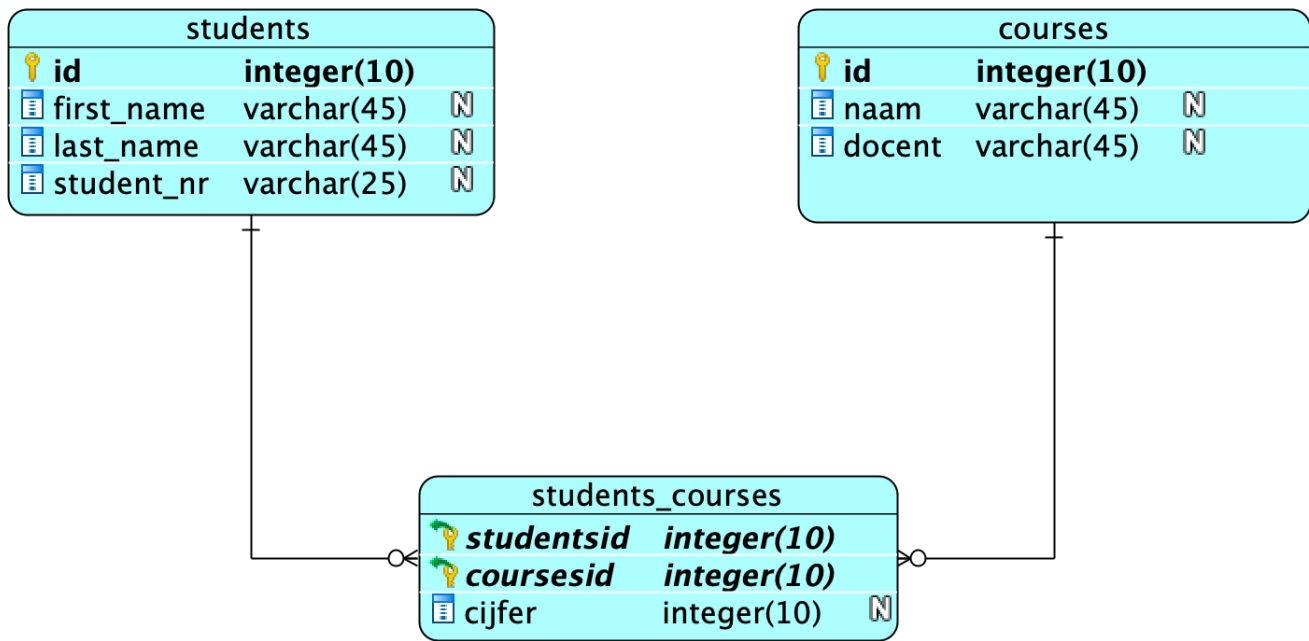 students
id integer(10)
first_name varchar(45) N
last_name varchar(45) N
student_nr varchar(25) N
courses
id integer(10)
naam varchar(45) N
docent varchar(45) N
students_courses
studentsid integer(10)
coursesid integer(10)
cijfer integer(10) N